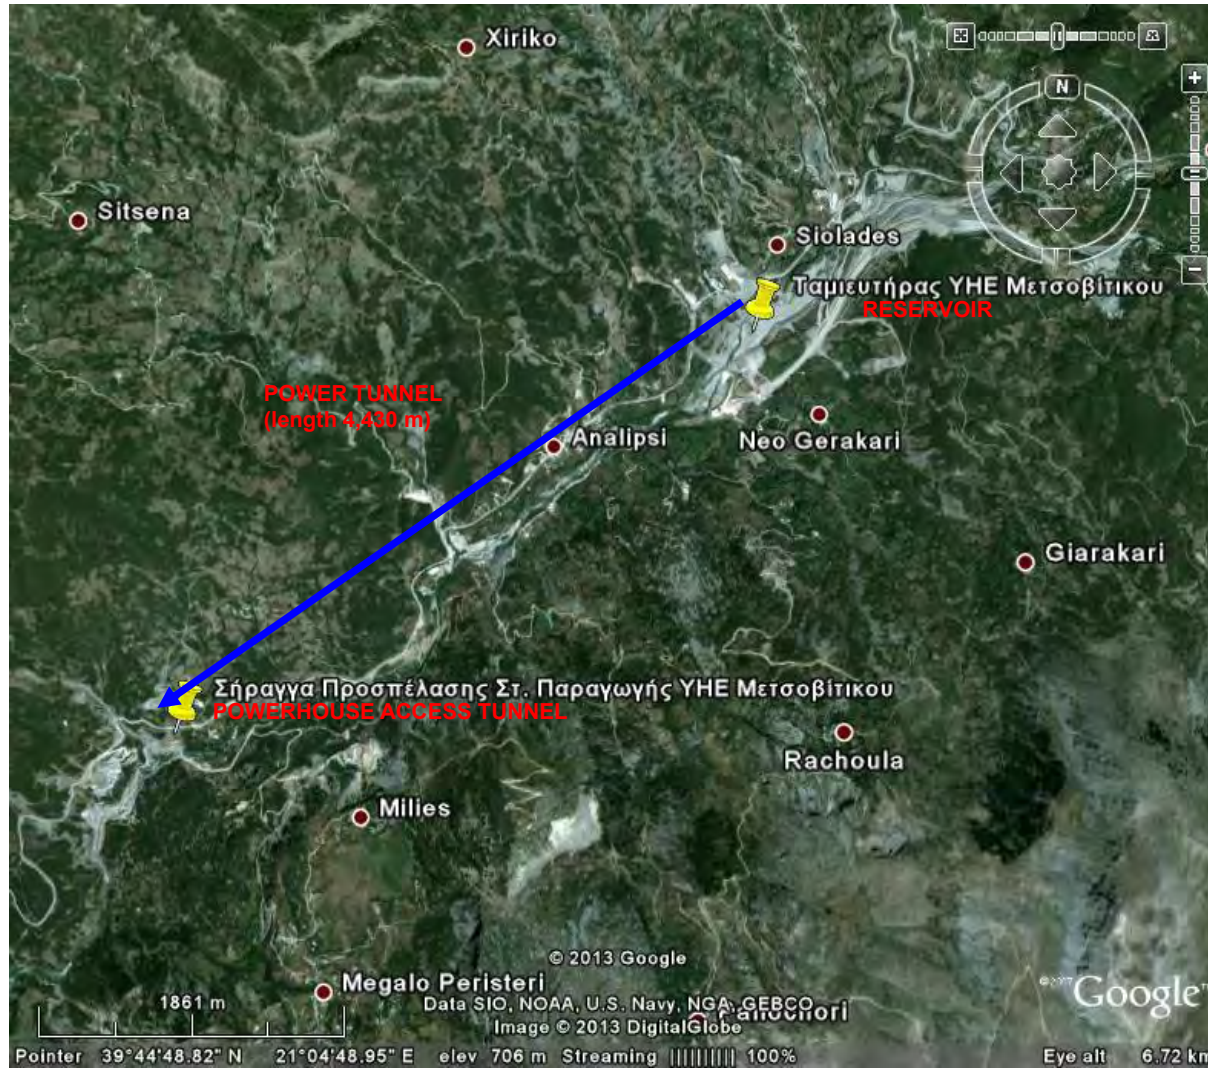 Xiriko
N
Sitsena
Siolades
Ταμιευτήρας ΥΗΕ Μετσοβίτικου
RESERVOIR
POWER TUNNEL
(length 4,430 m)
Analipsi
Neo Gerakari
Giarakari
Σήραγγα Προσπέλασης Στ. Παραγωγής ΥΗΕ Μετσοβίτικου
POWERHOUSE ACCESS TUNNEL
Rachoula
Milies
© 2013 Google
Megalo Peristeri
1861 m
Data SIO, NOAA, U.S. Navy, NGA, GEBCO
Image © 2013 DigitalGlobe
Google
Pointer 39°44'48.82" N 21°04'48.95" E elev 706 m Streaming 100% Eye alt 6.72 km